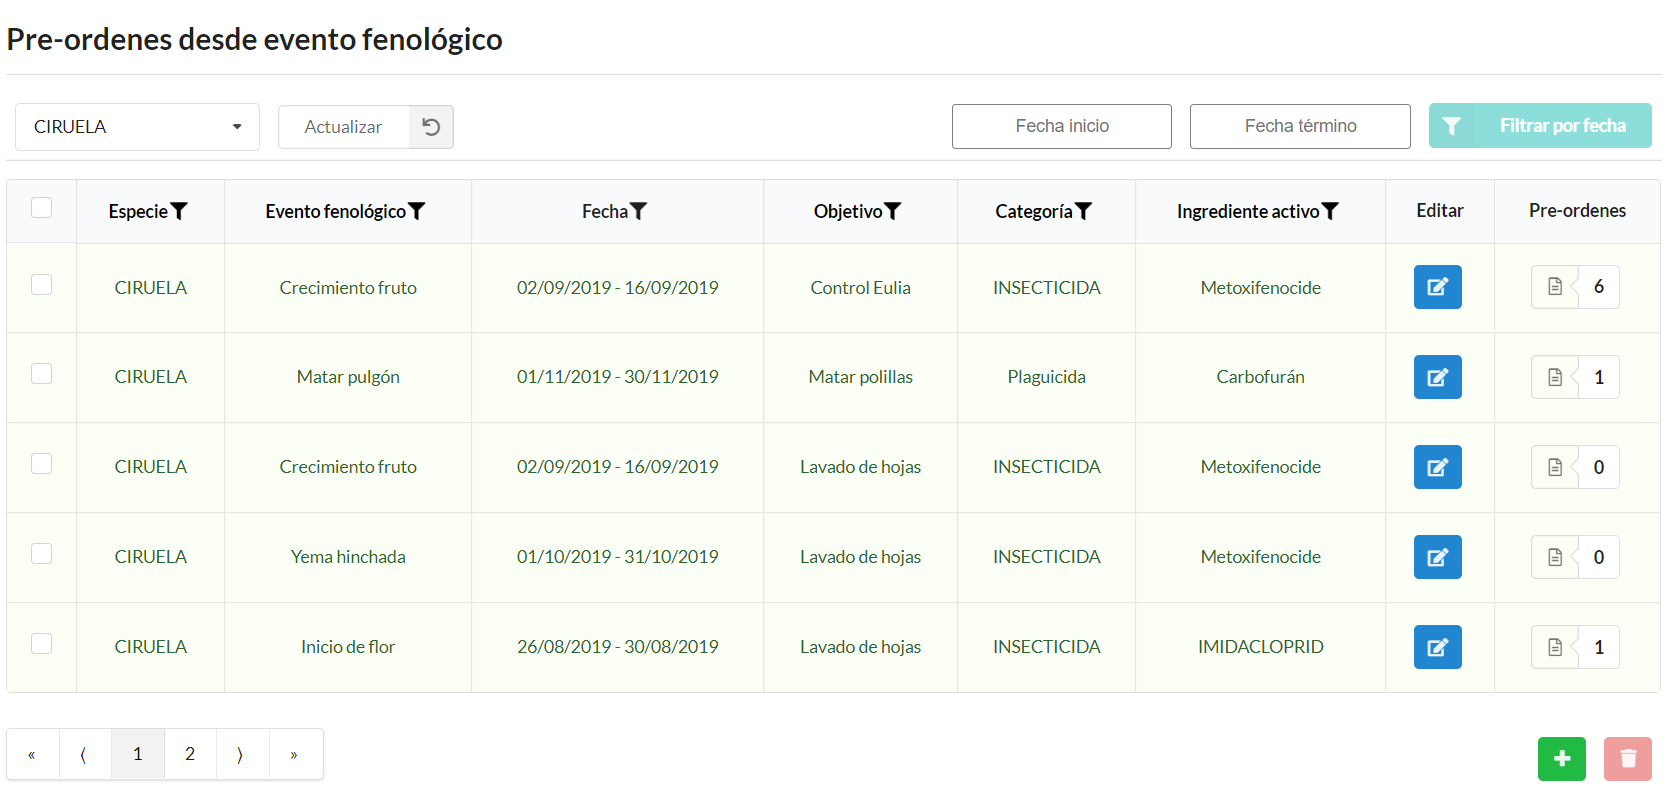 Pre-ordenes desde evento fenológico
CIRUELA Actualizar Fecha inicio Fecha término Filtrar por fecha
Especie Evento fenológico Fecha Objetivo Categoría Ingrediente activo Editar Pre-ordenes
CIRUELA Crecimiento fruto 02/09/2019 - 16/09/2019 Control Eulia INSECTICIDA Metoxifenocide 6
CIRUELA Matar pulgón 01/11/2019 - 30/11/2019 Matar polillas Plaguicida Carbofurán 1
CIRUELA Crecimiento fruto 02/09/2019 - 16/09/2019 Lavado de hojas INSECTICIDA Metoxifenocide 0
CIRUELA Yema hinchada 01/10/2019 - 31/10/2019 Lavado de hojas INSECTICIDA Metoxifenocide 0
CIRUELA Inicio de flor 26/08/2019 - 30/08/2019 Lavado de hojas INSECTICIDA IMIDACLOPRID 1
« ⟨ 1 2 ⟩ »